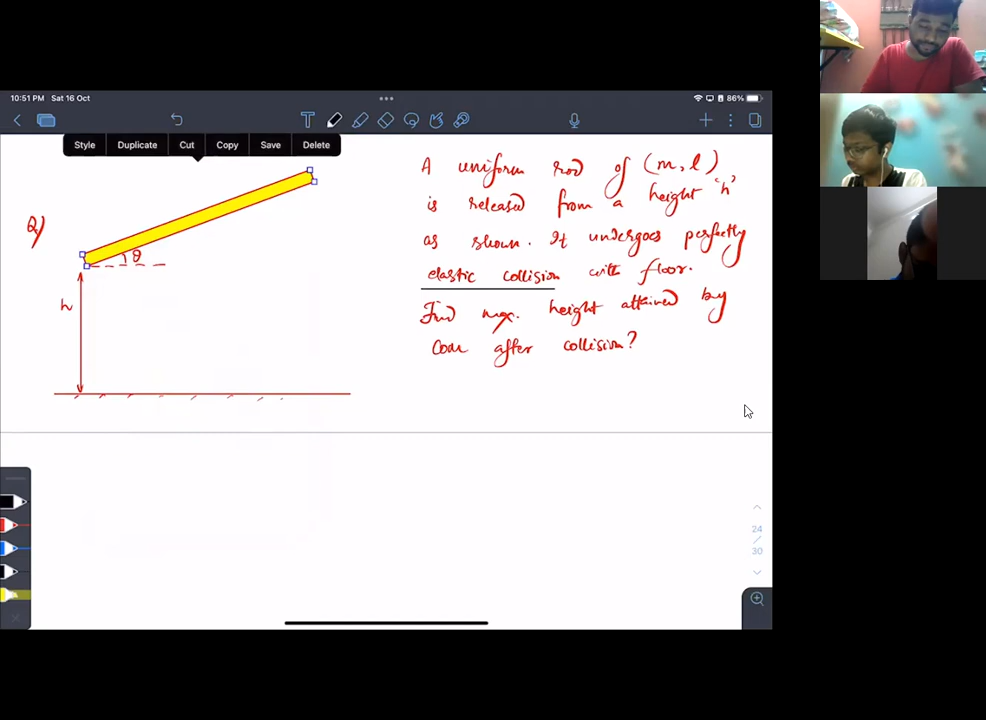 10:51 PM Sat 16 Oct
86%
Style Duplicate Cut Copy Save Delete
Q)
θ
h
A uniform rod of (m, l)
is released from a height 'h'
as shown. It undergoes perfectly
elastic collision with floor.
Find max. height attained by
com after collision?
24
30